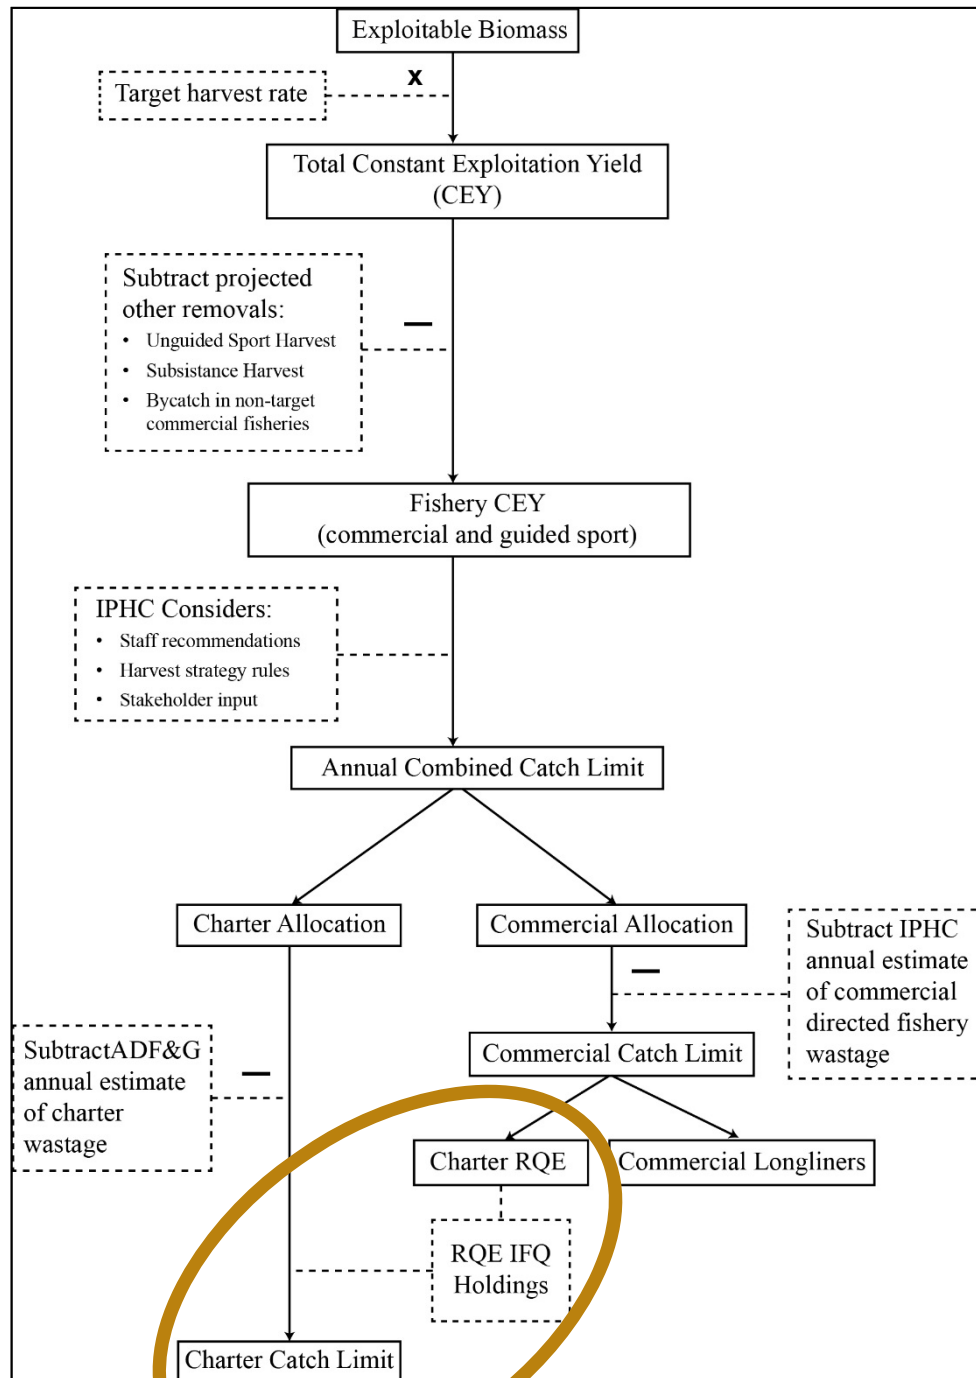 Exploitable Biomass
x
Target harvest rate
Total Constant Exploitation Yield
(CEY)
Subtract projected
other removals:
• Unguided Sport Harvest
• Subsistance Harvest
• Bycatch in non-target
commercial fisheries
—
Fishery CEY
(commercial and guided sport)
IPHC Considers:
• Staff recommendations
• Harvest strategy rules
• Stakeholder input
Annual Combined Catch Limit
Charter Allocation
Commercial Allocation
Subtract IPHC
annual estimate
of commercial
directed fishery
wastage
—
Commercial Catch Limit
SubtractADF&G
annual estimate
of charter
wastage
—
Charter RQE
Commercial Longliners
RQE IFQ
Holdings
Charter Catch Limit